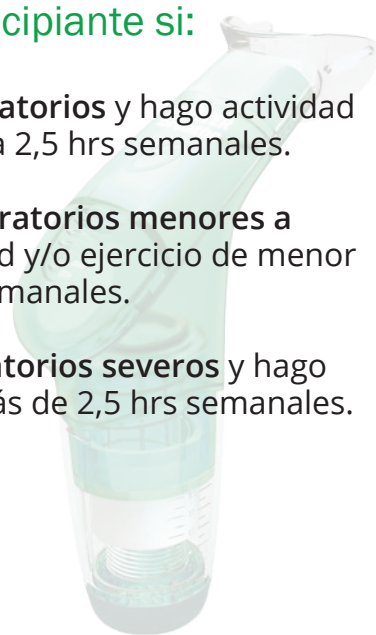 cipiante si:
atorios y hago actividad
a 2,5 hrs semanales.
ratorios menores a
d y/o ejercicio de menor
manales.
atorios severos y hago
ás de 2,5 hrs semanales.